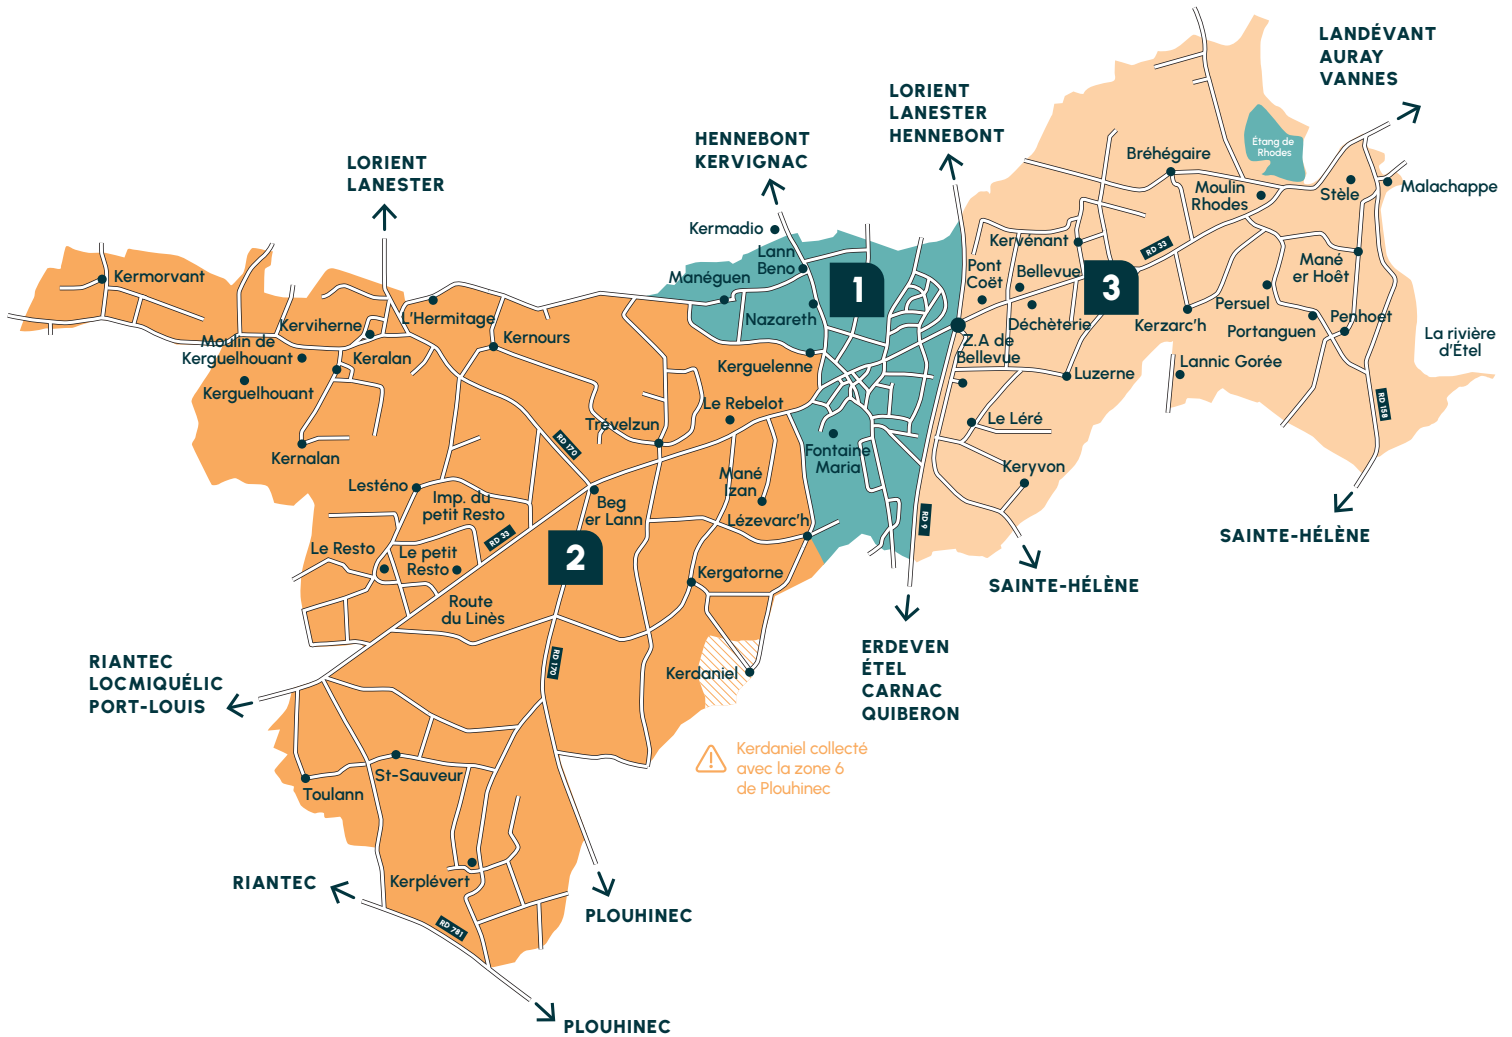 LANDÉVANT
AURAY
VANNES
LORIENT
LANESTER
HENNEBONT
HENNEBONT
KERVIGNAC
LORIENT
LANESTER
Étang de
Rhodes
Bréhégaire
Moulin
Rhodes
Stèle
Malachappe
Kermadio
Lann
Beno
Kervénant
RD 33
Mané
er Hoêt
Kermorvant
Manéguen
1
Pont
Coët
Bellevue
3
Persuel
Penhoet
Portanguen
La rivière
d'Étel
L'Hermitage
Kerviherne
Nazareth
Déchèterie
Kerzarc'h
Kernours
Moulin de
Kerguelhouant
Keralan
Z.A de
Bellevue
Lannic Gorée
Kerguelenne
Luzerne
Kerguelhouant
Le Rebelot
RD 158
Trévelzun
Le Léré
RD 170
Fontaine
Maria
Kernalan
Keryvon
Lesténo
Mané
Izan
Imp. du
petit Resto
Beg
er Lann
Lézevarc'h
RD 9
RD 33
SAINTE-HÉLÈNE
Le Resto
Le petit
Resto
2
Kergatorne
SAINTE-HÉLÈNE
Route
du Linès
RIANTEC
LOCMIQUÉLIC
PORT-LOUIS
RD 170
Kerdaniel
ERDEVEN
ÉTEL
CARNAC
QUIBERON
Kerdaniel collecté
avec la zone 6
de Plouhinec
St-Sauveur
Toulann
RIANTEC
Kerplévert
PLOUHINEC
RD 781
PLOUHINEC